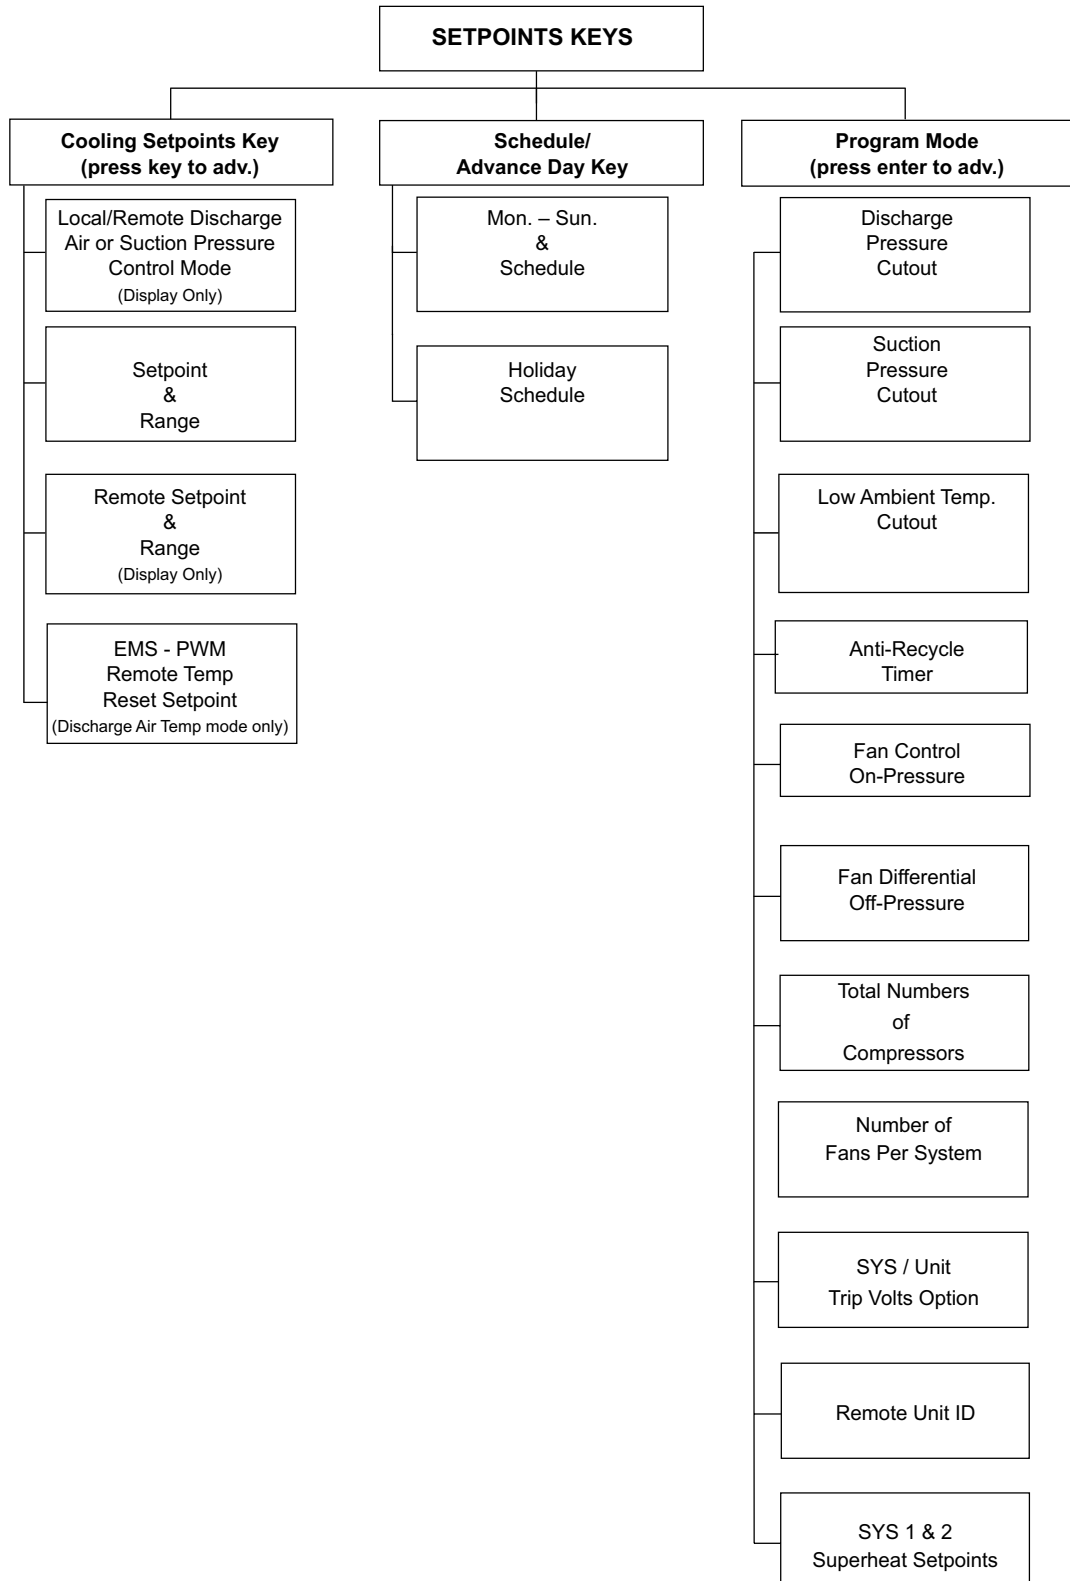 SETPOINTS KEYS
Cooling Setpoints Key
(press key to adv.)
Local/Remote Discharge
Air or Suction Pressure
Control Mode
(Display Only)
Setpoint
&
Range
Remote Setpoint
&
Range
(Display Only)
EMS - PWM
Remote Temp
Reset Setpoint
(Discharge Air Temp mode only)
Schedule/
Advance Day Key
Mon. – Sun.
&
Schedule
Holiday
Schedule
Program Mode
(press enter to adv.)
Discharge
Pressure
Cutout
Suction
Pressure
Cutout
Low Ambient Temp.
Cutout
Anti-Recycle
Timer
Fan Control
On-Pressure
Fan Differential
Off-Pressure
Total Numbers
of
Compressors
Number of
Fans Per System
SYS / Unit
Trip Volts Option
Remote Unit ID
SYS 1 & 2
Superheat Setpoints